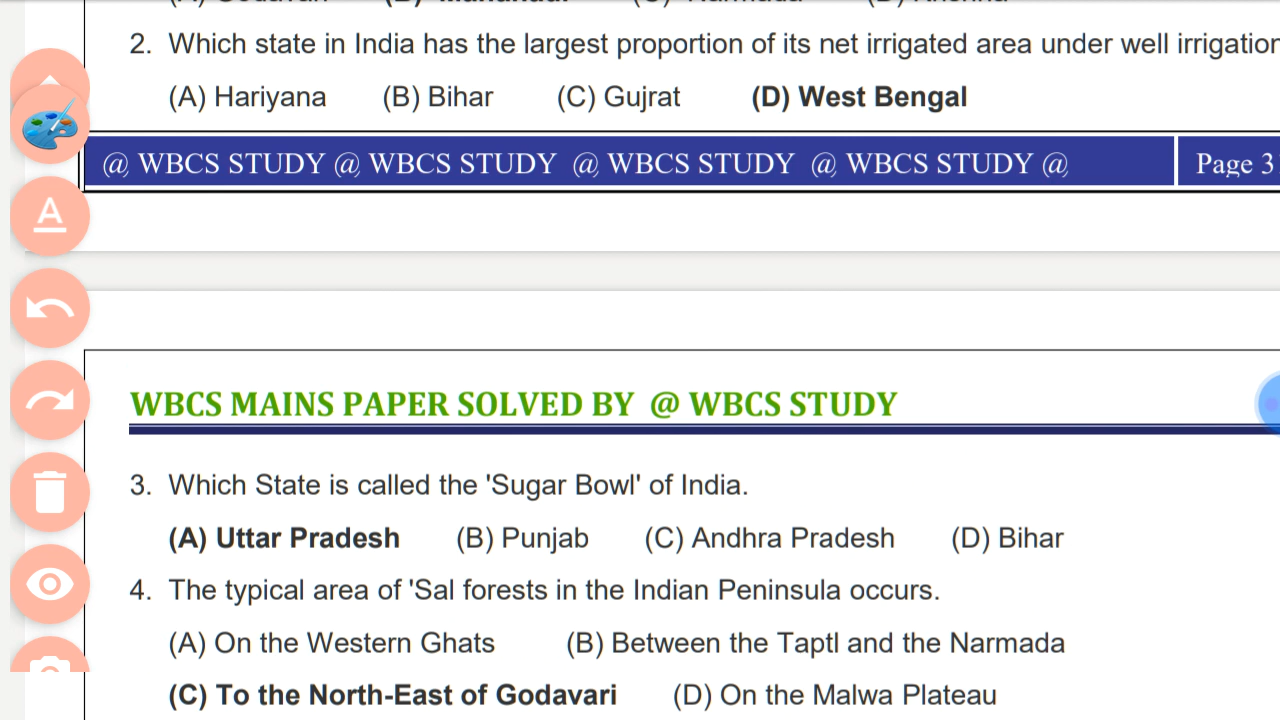 2. Which state in India has the largest proportion of its net irrigated area under well irrigation
(A) Hariyana (B) Bihar (C) Gujrat (D) West Bengal
@ WBCS STUDY @ WBCS STUDY @ WBCS STUDY @ WBCS STUDY @ Page 3
A
WBCS MAINS PAPER SOLVED BY @ WBCS STUDY
3. Which State is called the 'Sugar Bowl' of India.
(A) Uttar Pradesh (B) Punjab (C) Andhra Pradesh (D) Bihar
4. The typical area of 'Sal forests in the Indian Peninsula occurs.
(A) On the Western Ghats (B) Between the Taptl and the Narmada
(C) To the North-East of Godavari (D) On the Malwa Plateau